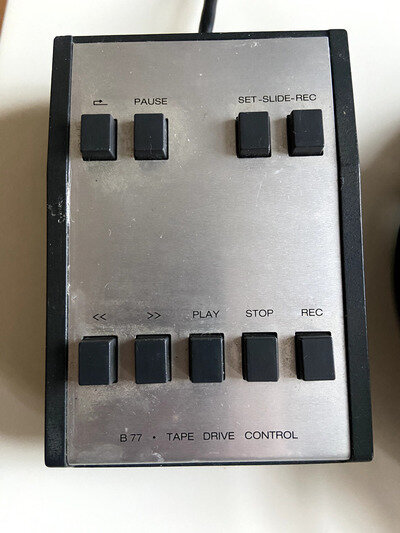 PAUSE SET-SLIDE-REC
<< >> PLAY STOP REC
B 77 • TAPE DRIVE CONTROL